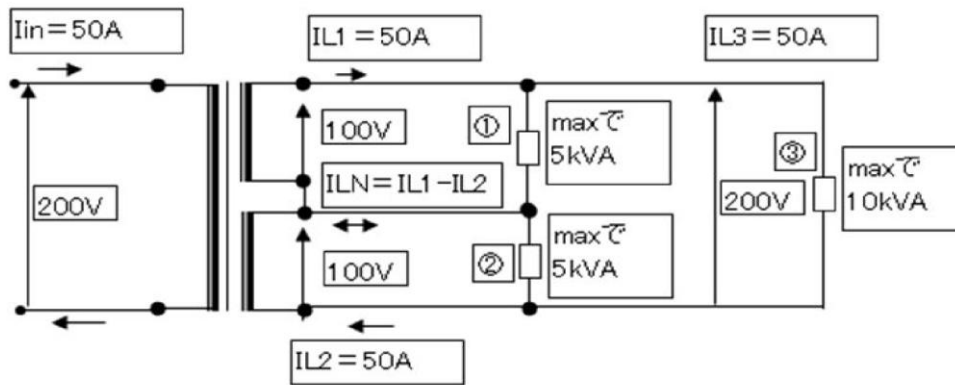 Iin＝50A
IL1＝50A
IL3＝50A
100V
①
maxで
5kVA
③
maxで
10kVA
200V
ILN＝IL1－IL2
200V
100V
②
maxで
5kVA
IL2＝50A